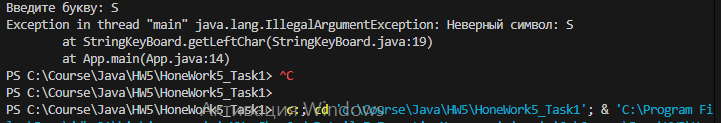 Введите букву: S
Exception in thread "main" java.lang.IllegalArgumentException: Неверный символ: S
at StringKeyBoard.getLeftChar(StringKeyBoard.java:19)
at App.main(App.java:14)
PS C:\Course\Java\HW5\HoneWork5_Task1> ^C
PS C:\Course\Java\HW5\HoneWork5_Task1>
PS C:\Course\Java\HW5\HoneWork5_Task1> c:; cd 'c:\Course\Java\HW5\HoneWork5_Task1'; & 'C:\Program Fi
Активация Windows